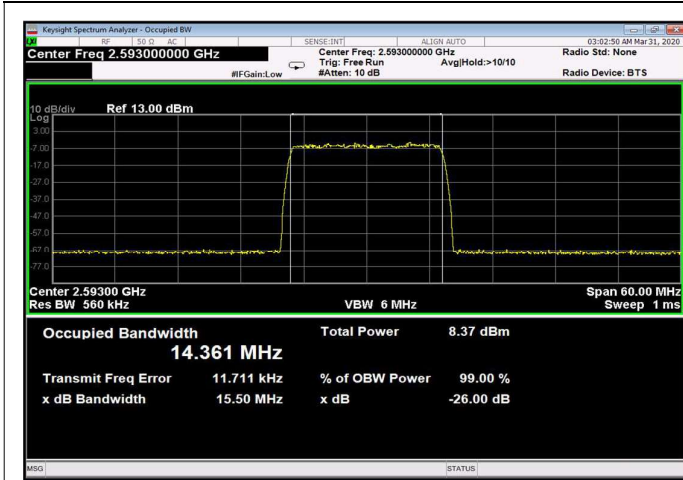 Keysight Spectrum Analyzer - Occupied BW
LXI RF 50 Ω AC SENSE:INT ALIGN AUTO 03:02:50 AM Mar 31, 2020
Center Freq 2.593000000 GHz Center Freq: 2.593000000 GHz Radio Std: None
Trig: Free Run Avg|Hold:>10/10
#IFGain:Low #Atten: 10 dB Radio Device: BTS
10 dB/div Ref 13.00 dBm
Log
3.00
-7.00
-17.0
-27.0
-37.0
-47.0
-57.0
-67.0
-77.0
Center 2.59300 GHz Span 60.00 MHz
Res BW 560 kHz VBW 6 MHz Sweep 1 ms
Occupied Bandwidth Total Power 8.37 dBm
14.361 MHz
Transmit Freq Error 11.711 kHz % of OBW Power 99.00 %
x dB Bandwidth 15.50 MHz x dB -26.00 dB
MSG STATUS